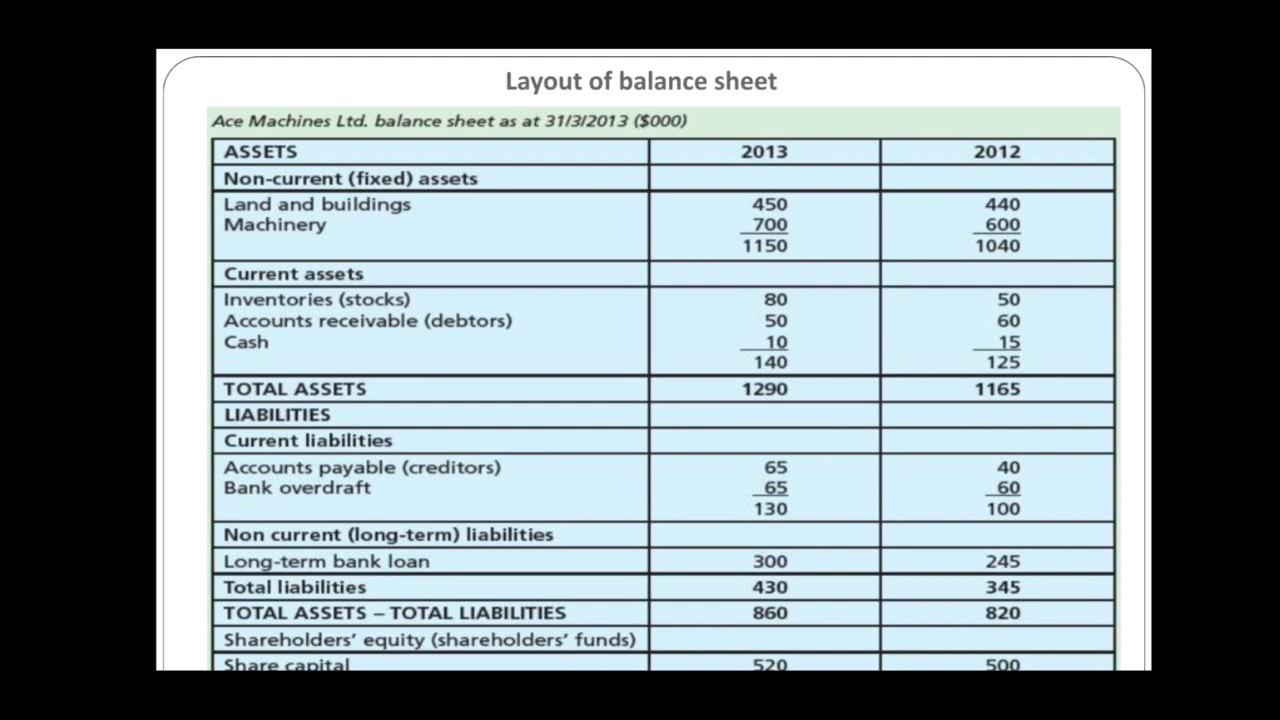 Layout of balance sheet
Ace Machines Ltd. balance sheet as at 31/3/2013 ($000)
ASSETS 2013 2012
Non-current (fixed) assets
Land and buildings 450 440
Machinery 700 600
1150 1040
Current assets
Inventories (stocks) 80 50
Accounts receivable (debtors) 50 60
Cash 10 15
140 125
TOTAL ASSETS 1290 1165
LIABILITIES
Current liabilities
Accounts payable (creditors) 65 40
Bank overdraft 65 60
130 100
Non current (long-term) liabilities
Long-term bank loan 300 245
Total liabilities 430 345
TOTAL ASSETS – TOTAL LIABILITIES 860 820
Shareholders' equity (shareholders' funds)
Share capital 520 500